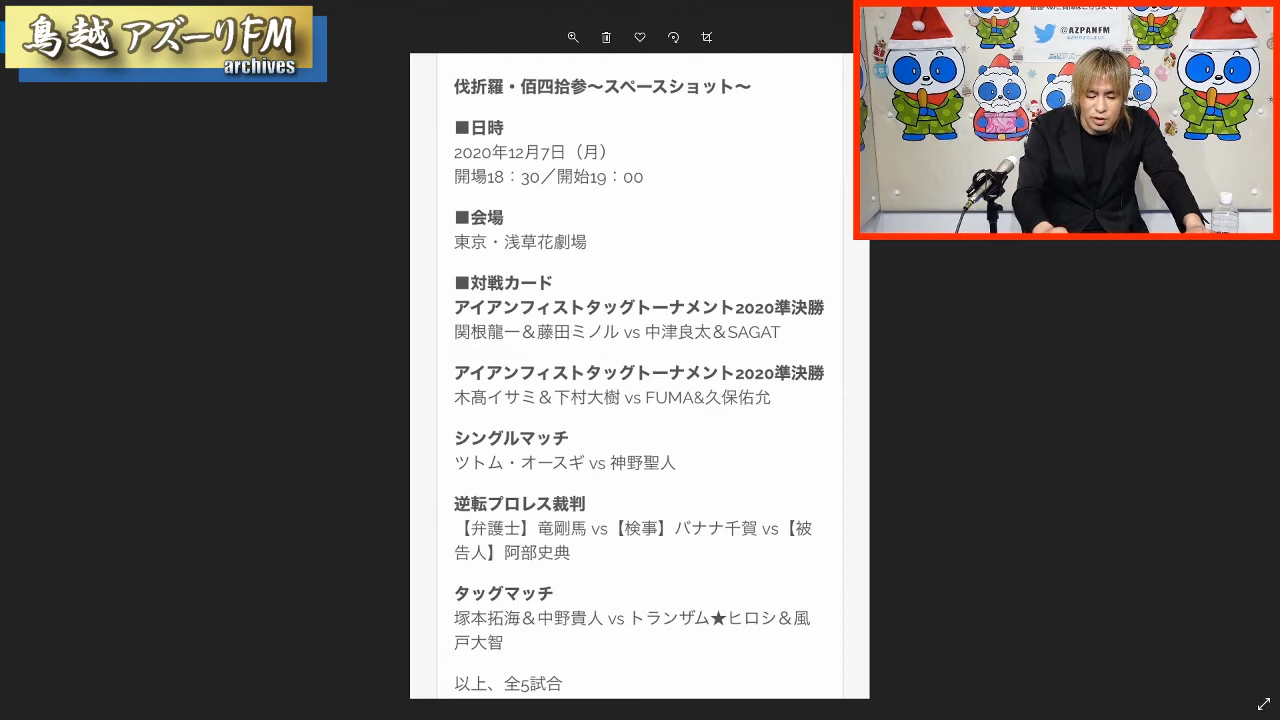 鳥越アズーリFM
archives
@AZPANFM
伐折羅・佰四拾参〜スペースショット〜
■日時
2020年12月7日（月）
開場18：30／開始19：00
■会場
東京・浅草花劇場
■対戦カード
アイアンフィストタッグトーナメント2020準決勝
関根龍一＆藤田ミノル vs 中津良太＆SAGAT
アイアンフィストタッグトーナメント2020準決勝
木髙イサミ＆下村大樹 vs FUMA&久保佑允
シングルマッチ
ツトム・オースギ vs 神野聖人
逆転プロレス裁判
【弁護士】竜剛馬 vs【検事】バナナ千賀 vs【被
告人】阿部史典
タッグマッチ
塚本拓海＆中野貴人 vs トランザム★ヒロシ＆風
戸大智
以上、全5試合